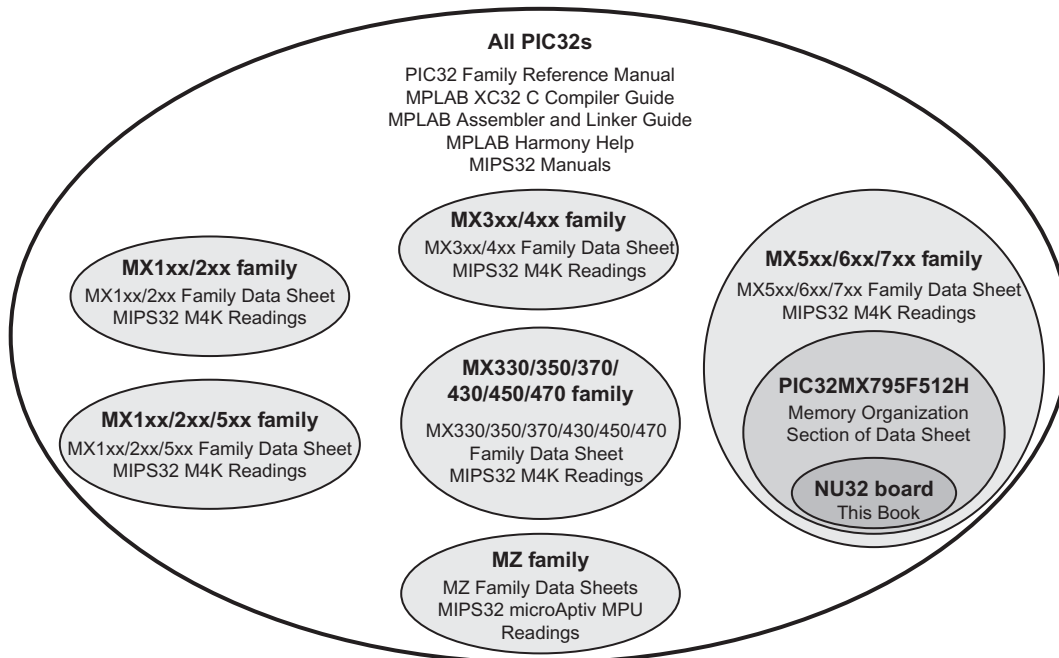 All PIC32s
PIC32 Family Reference Manual
MPLAB XC32 C Compiler Guide
MPLAB Assembler and Linker Guide
MPLAB Harmony Help
MIPS32 Manuals
MX1xx/2xx family
MX1xx/2xx Family Data Sheet
MIPS32 M4K Readings
MX1xx/2xx/5xx family
MX1xx/2xx/5xx Family Data Sheet
MIPS32 M4K Readings
MX3xx/4xx family
MX3xx/4xx Family Data Sheet
MIPS32 M4K Readings
MX330/350/370/
430/450/470 family
MX330/350/370/430/450/470
Family Data Sheet
MIPS32 M4K Readings
MZ family
MZ Family Data Sheets
MIPS32 microAptiv MPU
Readings
MX5xx/6xx/7xx family
MX5xx/6xx/7xx Family Data Sheet
MIPS32 M4K Readings
PIC32MX795F512H
Memory Organization
Section of Data Sheet
NU32 board
This Book